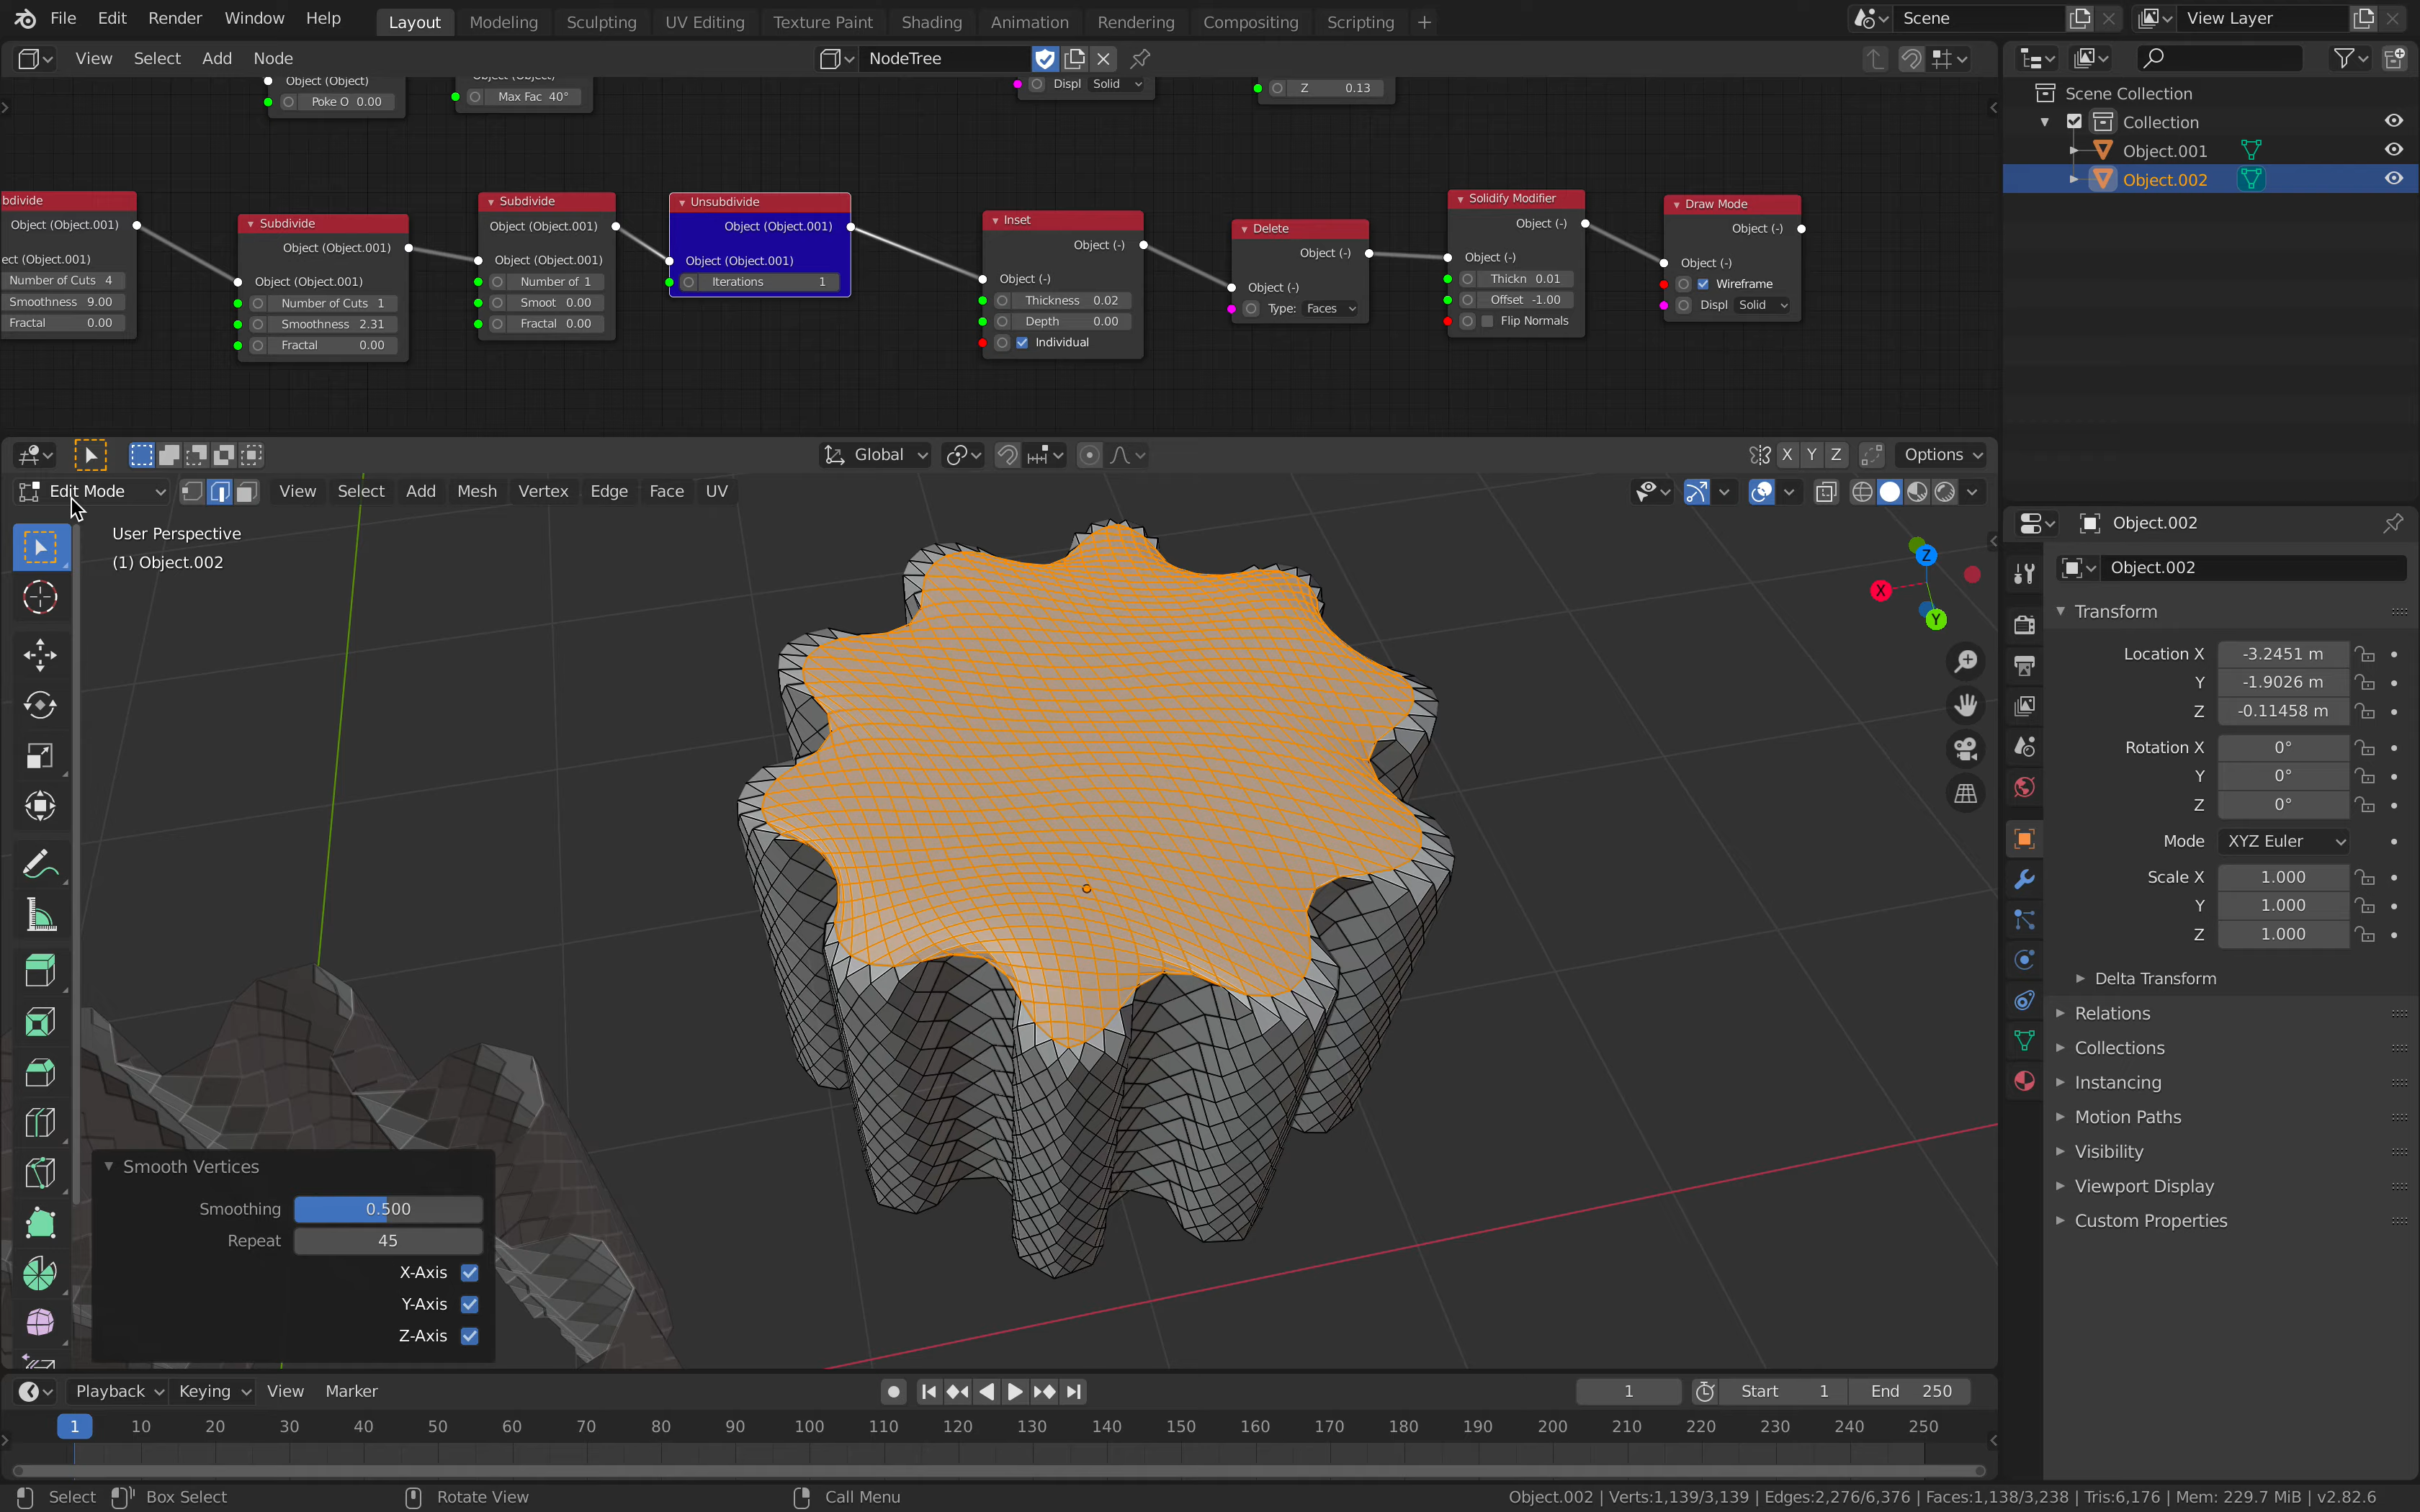 File Edit Render Window Help Layout Modeling Sculpting UV Editing Texture Paint Shading Animation Rendering Compositing Scripting + Scene View Layer
View Select Add Node NodeTree
Object (Object)
Poke O 0.00
Max Fac 40°
Displ Solid
Z 0.13
bdivide
Object (Object.001)
ect (Object.001)
Number of Cuts 4
Smoothness 9.00
Fractal 0.00
Subdivide
Object (Object.001)
Object (Object.001)
Number of Cuts 1
Smoothness 2.31
Fractal 0.00
Subdivide
Object (Object.001)
Object (Object.001)
Number of 1
Smoot 0.00
Fractal 0.00
Unsubdivide
Object (Object.001)
Object (Object.001)
Iterations 1
Inset
Object (-)
Object (-)
Thickness 0.02
Depth 0.00
Individual
Delete
Object (-)
Object (-)
Type: Faces
Solidify Modifier
Object (-)
Object (-)
Thickn 0.01
Offset -1.00
Flip Normals
Draw Mode
Object (-)
Object (-)
Wireframe
Displ Solid
Scene Collection
Collection
Object.001
Object.002
Global X Y Z Options
Edit Mode View Select Add Mesh Vertex Edge Face UV
User Perspective
(1) Object.002
Z
X
Y
Smooth Vertices
Smoothing 0.500
Repeat 45
X-Axis
Y-Axis
Z-Axis
Object.002
Object.002
Transform
Location X -3.2451 m
Y -1.9026 m
Z -0.11458 m
Rotation X 0°
Y 0°
Z 0°
Mode XYZ Euler
Scale X 1.000
Y 1.000
Z 1.000
Delta Transform
Relations
Collections
Instancing
Motion Paths
Visibility
Viewport Display
Custom Properties
Playback Keying View Marker 1 Start 1 End 250
1 10 20 30 40 50 60 70 80 90 100 110 120 130 140 150 160 170 180 190 200 210 220 230 240 250
Select Box Select Rotate View Call Menu Object.002 | Verts:1,139/3,139 | Edges:2,276/6,376 | Faces:1,138/3,238 | Tris:6,176 | Mem: 229.7 MiB | v2.82.6